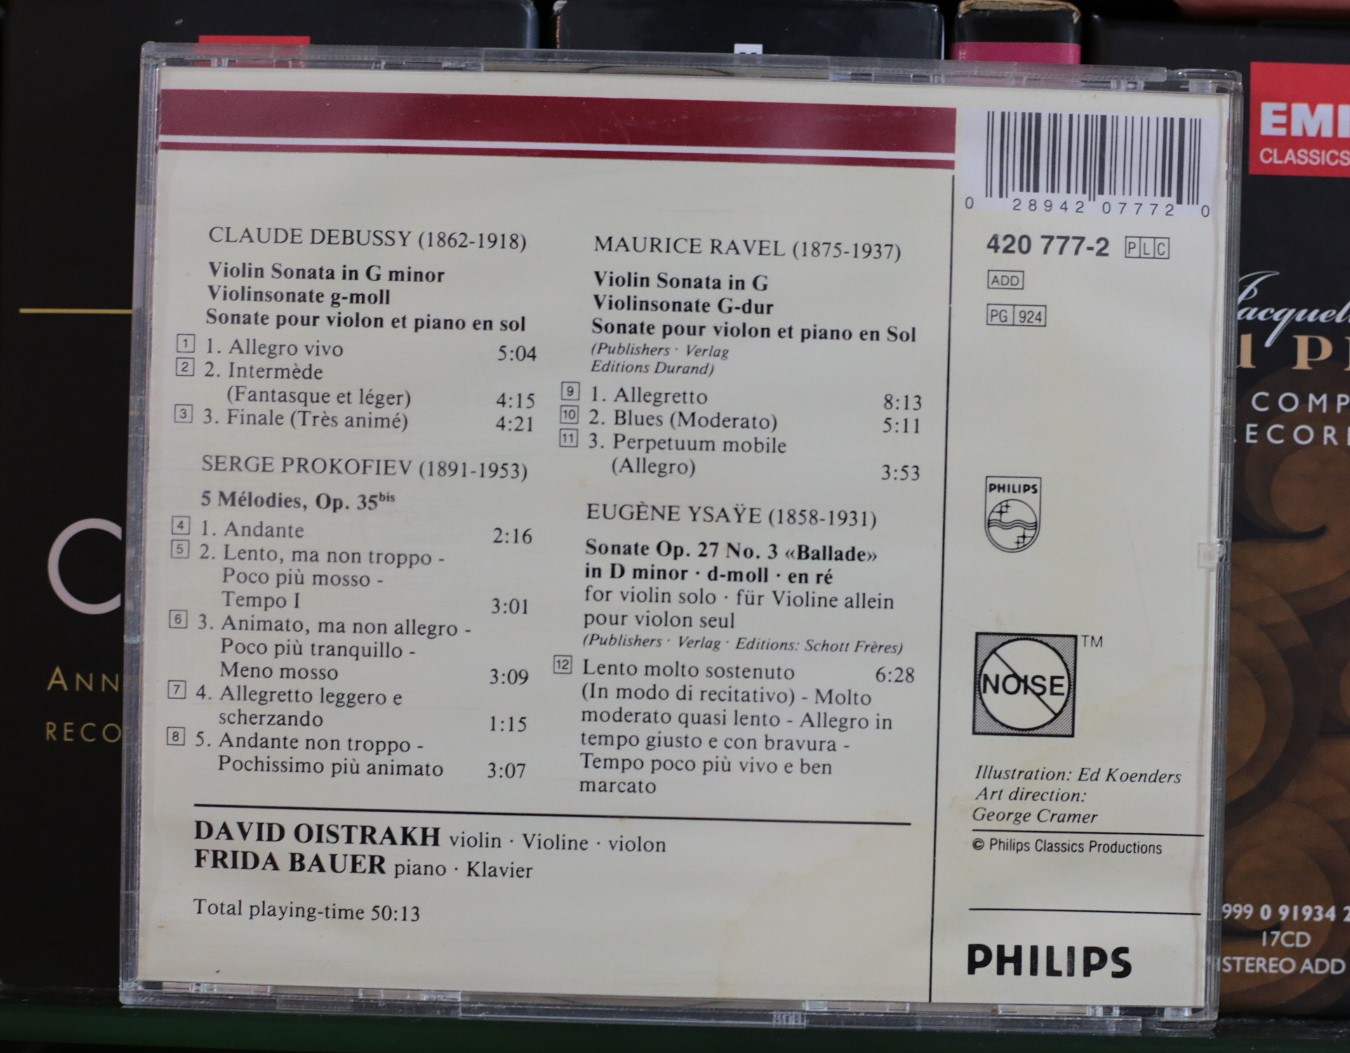 CLAUDE DEBUSSY (1862-1918)
Violin Sonata in G minor
Violinsonate g-moll
Sonate pour violon et piano en sol
1 1. Allegro vivo 5:04
2 2. Intermède
(Fantasque et léger) 4:15
3 3. Finale (Très animé) 4:21
SERGE PROKOFIEV (1891-1953)
5 Mélodies, Op. 35bis
4 1. Andante 2:16
5 2. Lento, ma non troppo -
Poco più mosso -
Tempo I 3:01
6 3. Animato, ma non allegro -
Poco più tranquillo -
Meno mosso 3:09
7 4. Allegretto leggero e
scherzando 1:15
8 5. Andante non troppo -
Pochissimo più animato 3:07
MAURICE RAVEL (1875-1937)
Violin Sonata in G
Violinsonate G-dur
Sonate pour violon et piano en Sol
(Publishers · Verlag
Editions Durand)
9 1. Allegretto 8:13
10 2. Blues (Moderato) 5:11
11 3. Perpetuum mobile
(Allegro) 3:53
EUGÈNE YSAŸE (1858-1931)
Sonate Op. 27 No. 3 «Ballade»
in D minor · d-moll · en ré
for violin solo · für Violine allein
pour violon seul
(Publishers · Verlag · Editions: Schott Frères)
12 Lento molto sostenuto 6:28
(In modo di recitativo) - Molto
moderato quasi lento - Allegro in
tempo giusto e con bravura -
Tempo poco più vivo e ben
marcato
DAVID OISTRAKH violin · Violine · violon
FRIDA BAUER piano · Klavier
Total playing-time 50:13
0 28942 07772 0
420 777-2 PLC
ADD
PG 924
PHILIPS
NOISE TM
Illustration: Ed Koenders
Art direction:
George Cramer
© Philips Classics Productions
PHILIPS
EMI
CLASSICS
COMP
RECO
ANN
999 0 91934 2
17CD
STEREO ADD